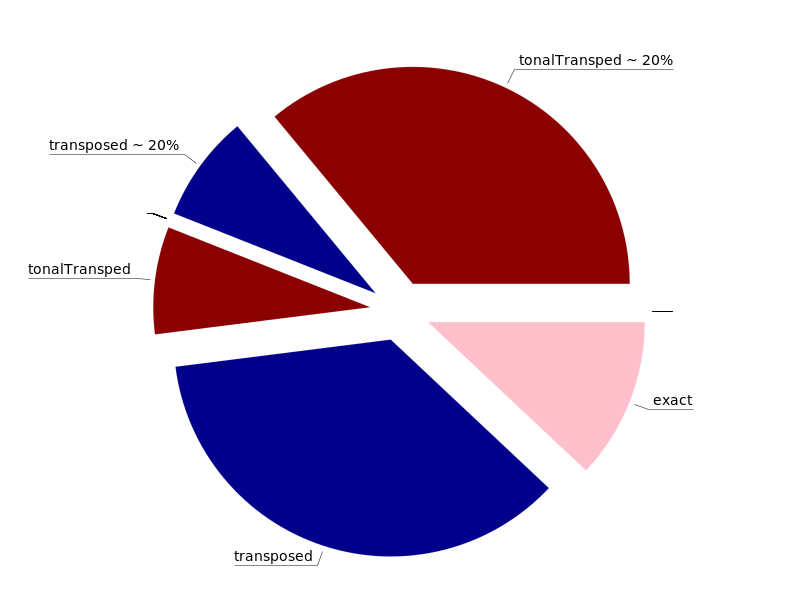 tonalTransped ~ 20%
transposed ~ 20%
tonalTransped
exact
transposed